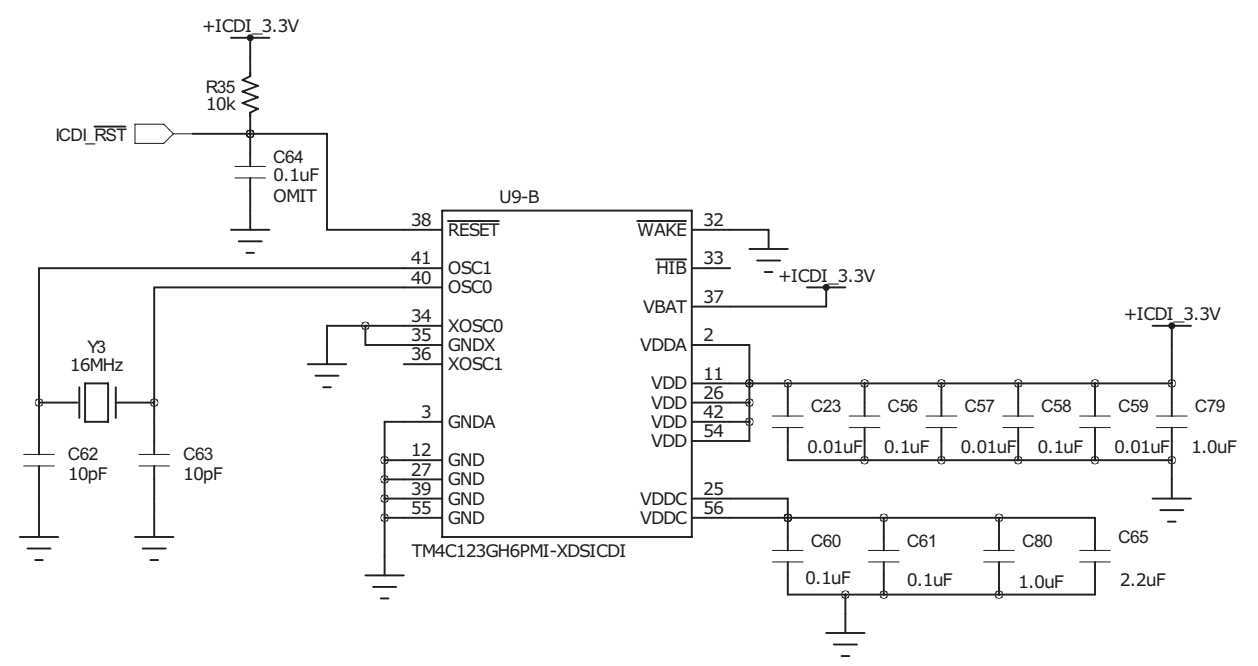 +ICDI_3.3V
R35
10k
ICDI_RST
C64
0.1uF
OMIT
U9-B
38
RESET
41
OSC1
40
OSC0
34
XOSC0
35
GNDX
36
XOSC1
3
GNDA
12
GND
27
GND
39
GND
55
GND
WAKE
32
HIB
33
+ICDI_3.3V
VBAT
37
VDDA
2
VDD
11
VDD
26
VDD
42
VDD
54
VDDC
25
VDDC
56
TM4C123GH6PMI-XDSICDI
Y3
16MHz
C62
10pF
C63
10pF
+ICDI_3.3V
C23
0.01uF
C56
0.1uF
C57
0.01uF
C58
0.1uF
C59
0.01uF
C79
1.0uF
C60
0.1uF
C61
0.1uF
C80
1.0uF
C65
2.2uF